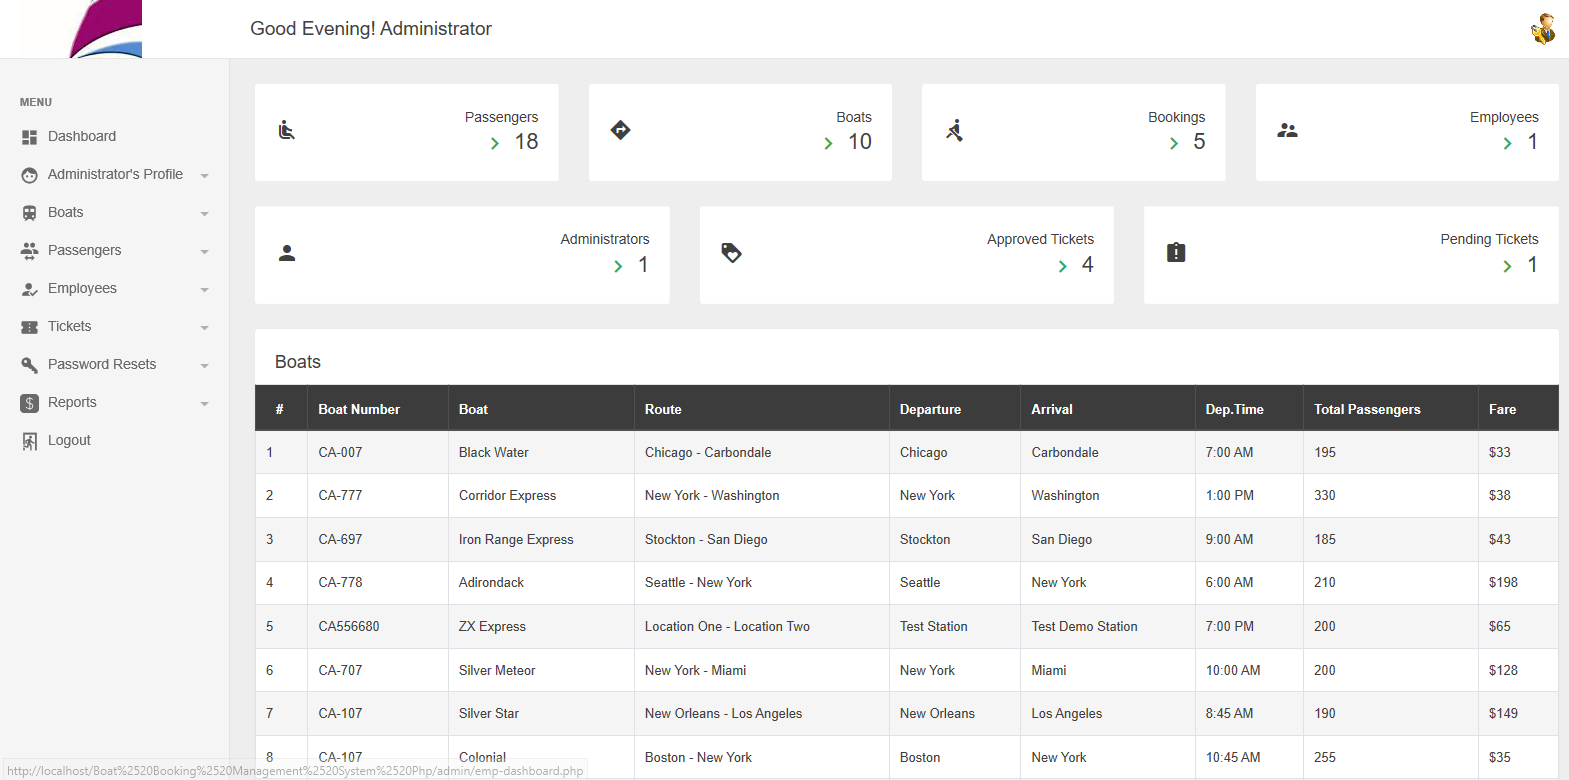 Good Evening! Administrator
MENU
Dashboard
Administrator's Profile
Boats
Passengers
Employees
Tickets
Password Resets
Reports
Logout
Passengers
18
Boats
10
Bookings
5
Employees
1
Administrators
1
Approved Tickets
4
Pending Tickets
1
Boats
# Boat Number Boat Route Departure Arrival Dep.Time Total Passengers Fare
1 CA-007 Black Water Chicago - Carbondale Chicago Carbondale 7:00 AM 195 $33
2 CA-777 Corridor Express New York - Washington New York Washington 1:00 PM 330 $38
3 CA-697 Iron Range Express Stockton - San Diego Stockton San Diego 9:00 AM 185 $43
4 CA-778 Adirondack Seattle - New York Seattle New York 6:00 AM 210 $198
5 CA556680 ZX Express Location One - Location Two Test Station Test Demo Station 7:00 PM 200 $65
6 CA-707 Silver Meteor New York - Miami New York Miami 10:00 AM 200 $128
7 CA-107 Silver Star New Orleans - Los Angeles New Orleans Los Angeles 8:45 AM 190 $149
8 CA-107 Colonial Boston - New York Boston New York 10:45 AM 255 $35
http://localhost/Boat%2520Booking%2520Management%2520System%2520Php/admin/emp-dashboard.php